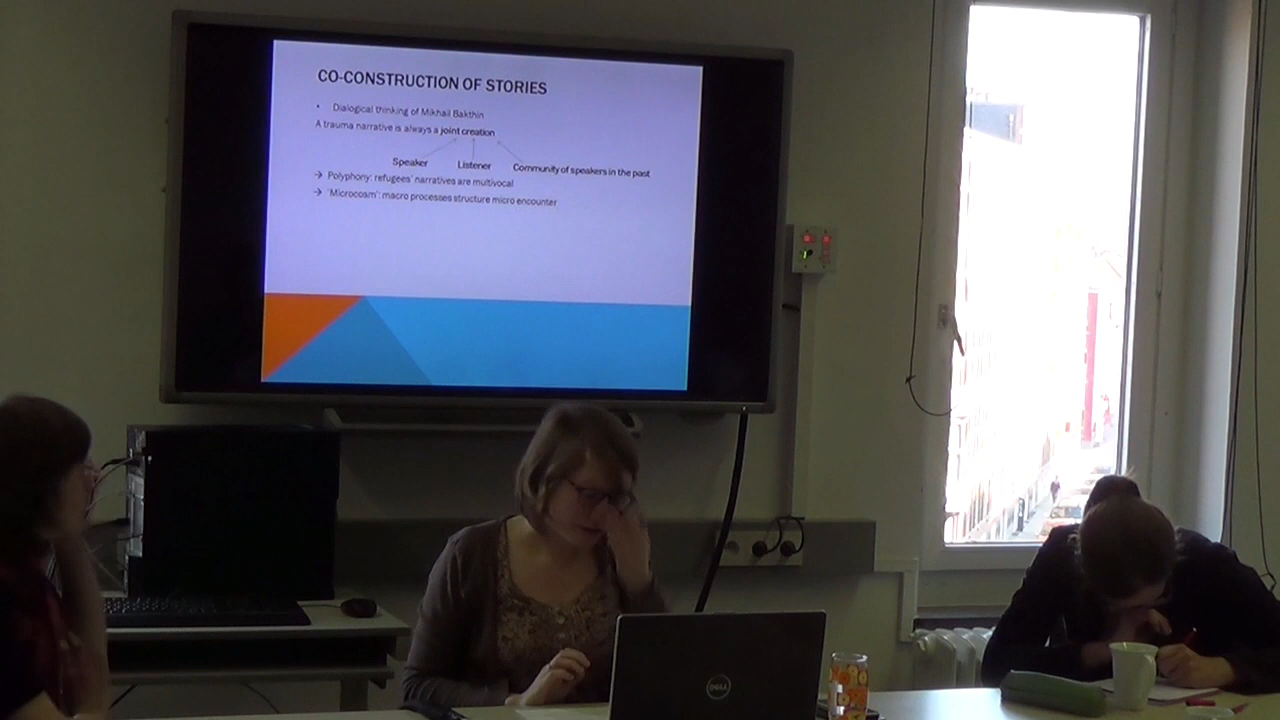 CO-CONSTRUCTION OF STORIES
• Dialogical thinking of Mikhail Bakthin
A trauma narrative is always a joint creation
Speaker Listener Community of speakers in the past
→ Polyphony: refugees' narratives are multivocal
→ 'Microcosm': macro processes structure micro encounter
DELL